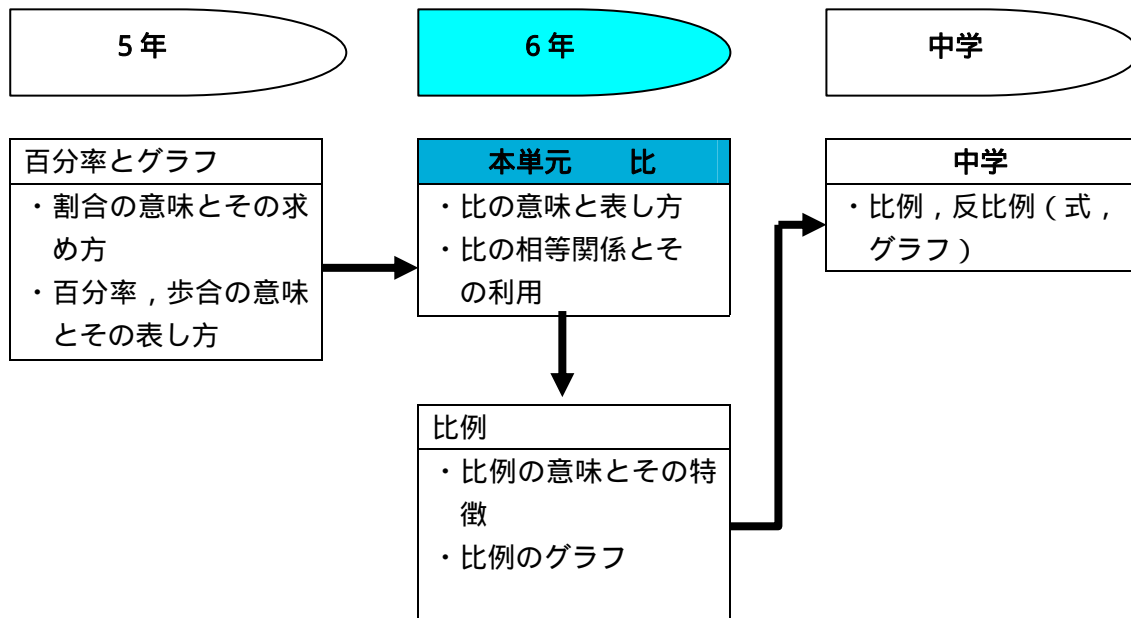 5年
6年
中学
百分率とグラフ
・割合の意味とその求
め方
・百分率，歩合の意味
とその表し方
本単元　　比
・比の意味と表し方
・比の相等関係とそ
の利用
中学
・比例，反比例（式，
グラフ）
比例
・比例の意味とその特
徴
・比例のグラフ